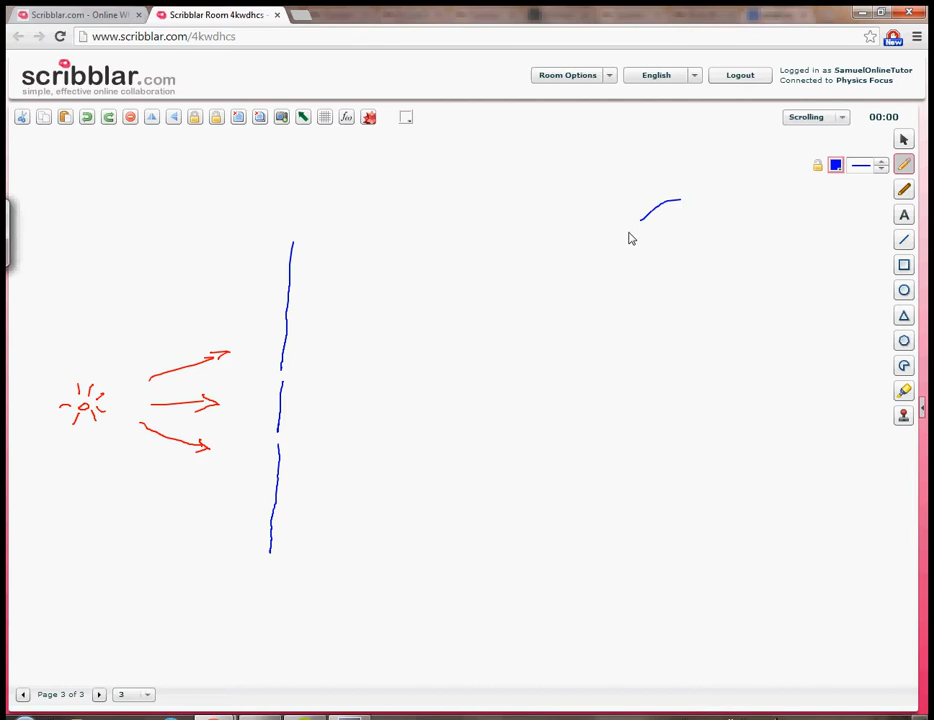 Scribblar.com - Online W
Scribblar Room 4kwdhcs
www.scribblar.com/4kwdhcs
New
scribblar.com
simple, effective online collaboration
Room Options
English
Logout
Logged in as SamuelOnlineTutor
Connected to Physics Focus
f(x)
Scrolling
00:00
A
Page 3 of 3
3